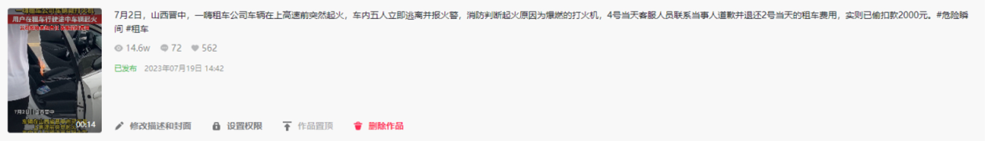 7月2日，山西晋中，一嗨租车公司车辆在上高速前突然起火，车内五人立即逃离并报火警，消防判断起火原因为爆燃的打火机，4号当天客服人员联系当事人道歉并退还2号当天的租车费用，实则已偷扣款2000元。#危险瞬
间 #租车
14.6w 72 562
已发布 2023年07月19日 14:42
用户在租车行驶途中车辆起火
7月2日山西晋中
00:14
修改描述和封面 设置权限 作品置顶 删除作品